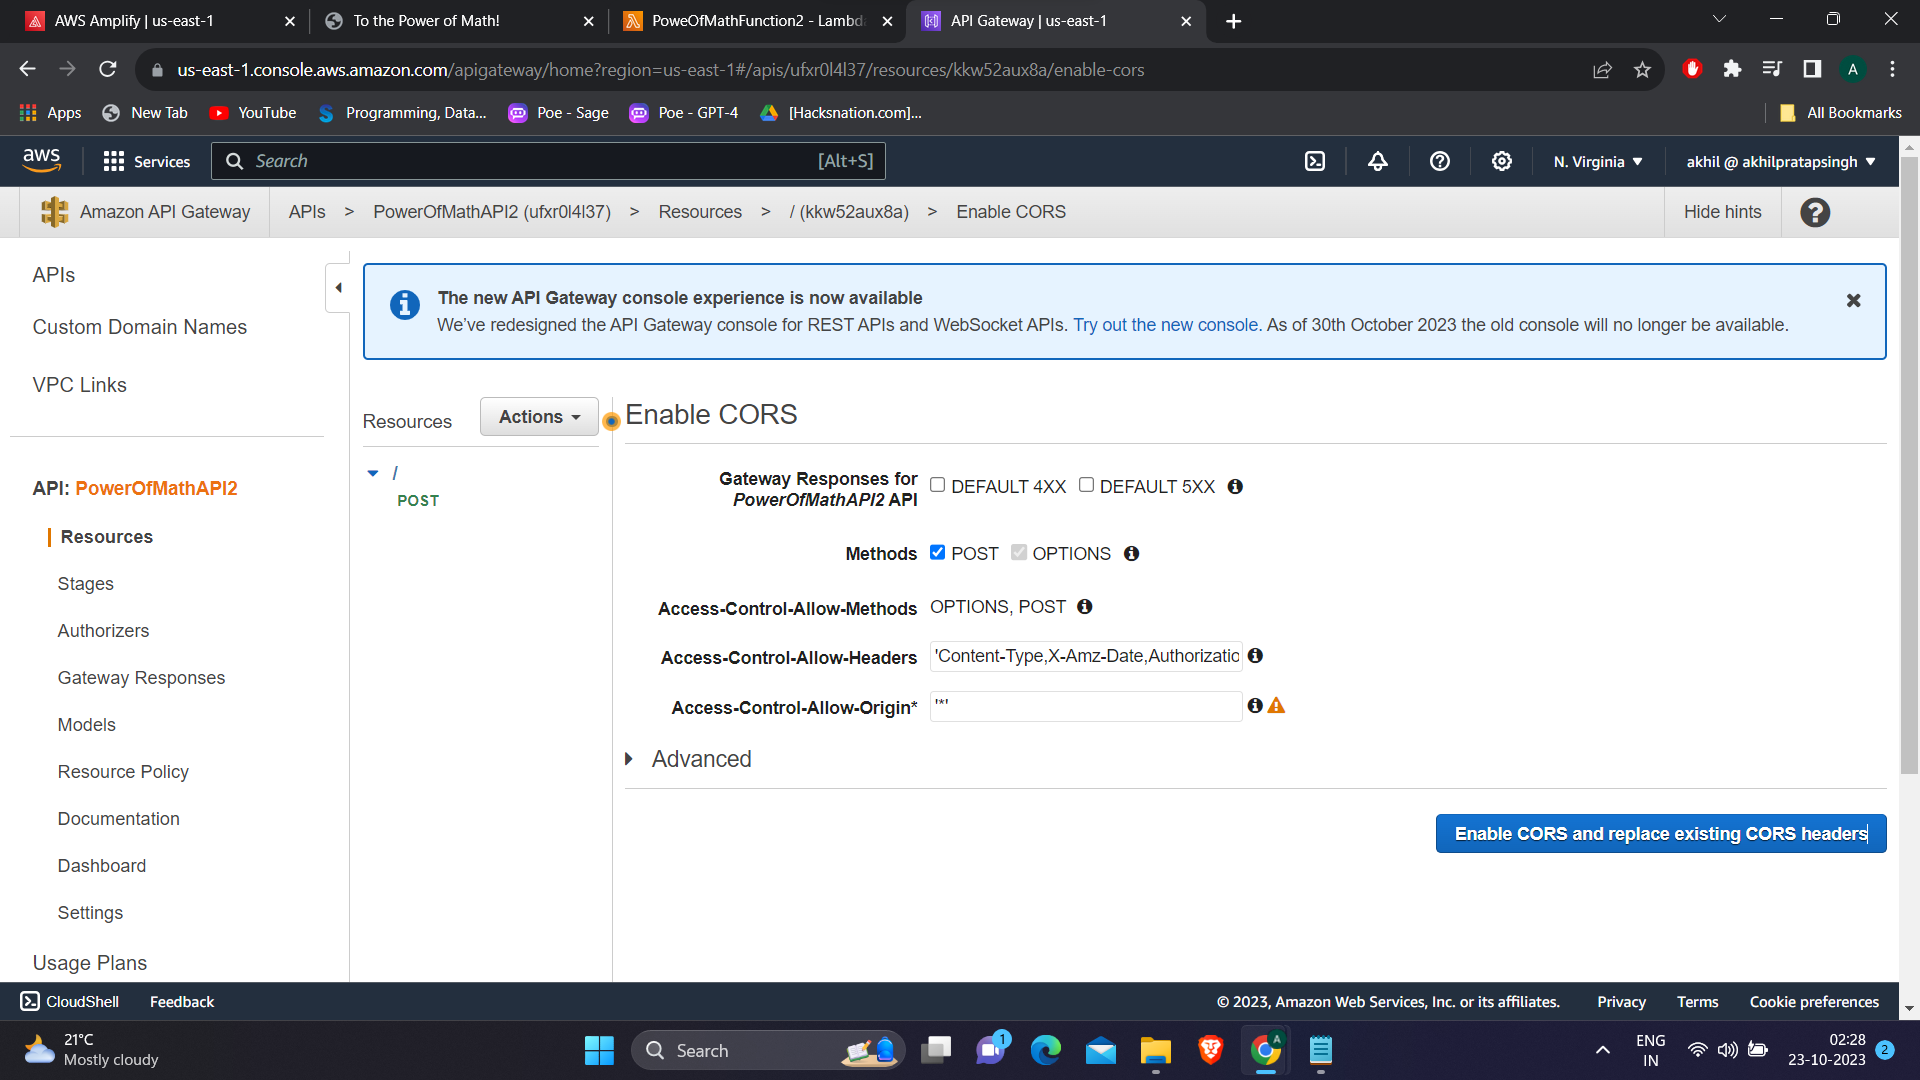 AWS Amplify | us-east-1
To the Power of Math!
PoweOfMathFunction2 - Lambda
API Gateway | us-east-1
us-east-1.console.aws.amazon.com/apigateway/home?region=us-east-1#/apis/ufxr0l4l37/resources/kkw52aux8a/enable-cors
A
Apps
New Tab
YouTube
Programming, Data...
Poe - Sage
Poe - GPT-4
[Hacksnation.com]...
All Bookmarks
aws
Services
Search
[Alt+S]
N. Virginia
akhil @ akhilpratapsingh
Amazon API Gateway
APIs > PowerOfMathAPI2 (ufxr0l4l37) > Resources > / (kkw52aux8a) > Enable CORS
Hide hints
APIs
Custom Domain Names
VPC Links
API: PowerOfMathAPI2
Resources
Stages
Authorizers
Gateway Responses
Models
Resource Policy
Documentation
Dashboard
Settings
Usage Plans
The new API Gateway console experience is now available
We've redesigned the API Gateway console for REST APIs and WebSocket APIs. Try out the new console. As of 30th October 2023 the old console will no longer be available.
Resources
Actions
/
POST
Enable CORS
Gateway Responses for
PowerOfMathAPI2 API
DEFAULT 4XX
DEFAULT 5XX
Methods
POST
OPTIONS
Access-Control-Allow-Methods
OPTIONS, POST
Access-Control-Allow-Headers
'Content-Type,X-Amz-Date,Authorizatio
Access-Control-Allow-Origin*
'*'
Advanced
Enable CORS and replace existing CORS headers
CloudShell
Feedback
© 2023, Amazon Web Services, Inc. or its affiliates.
Privacy
Terms
Cookie preferences
21°C
Mostly cloudy
Search
1
A
ENG
IN
02:28
23-10-2023
2